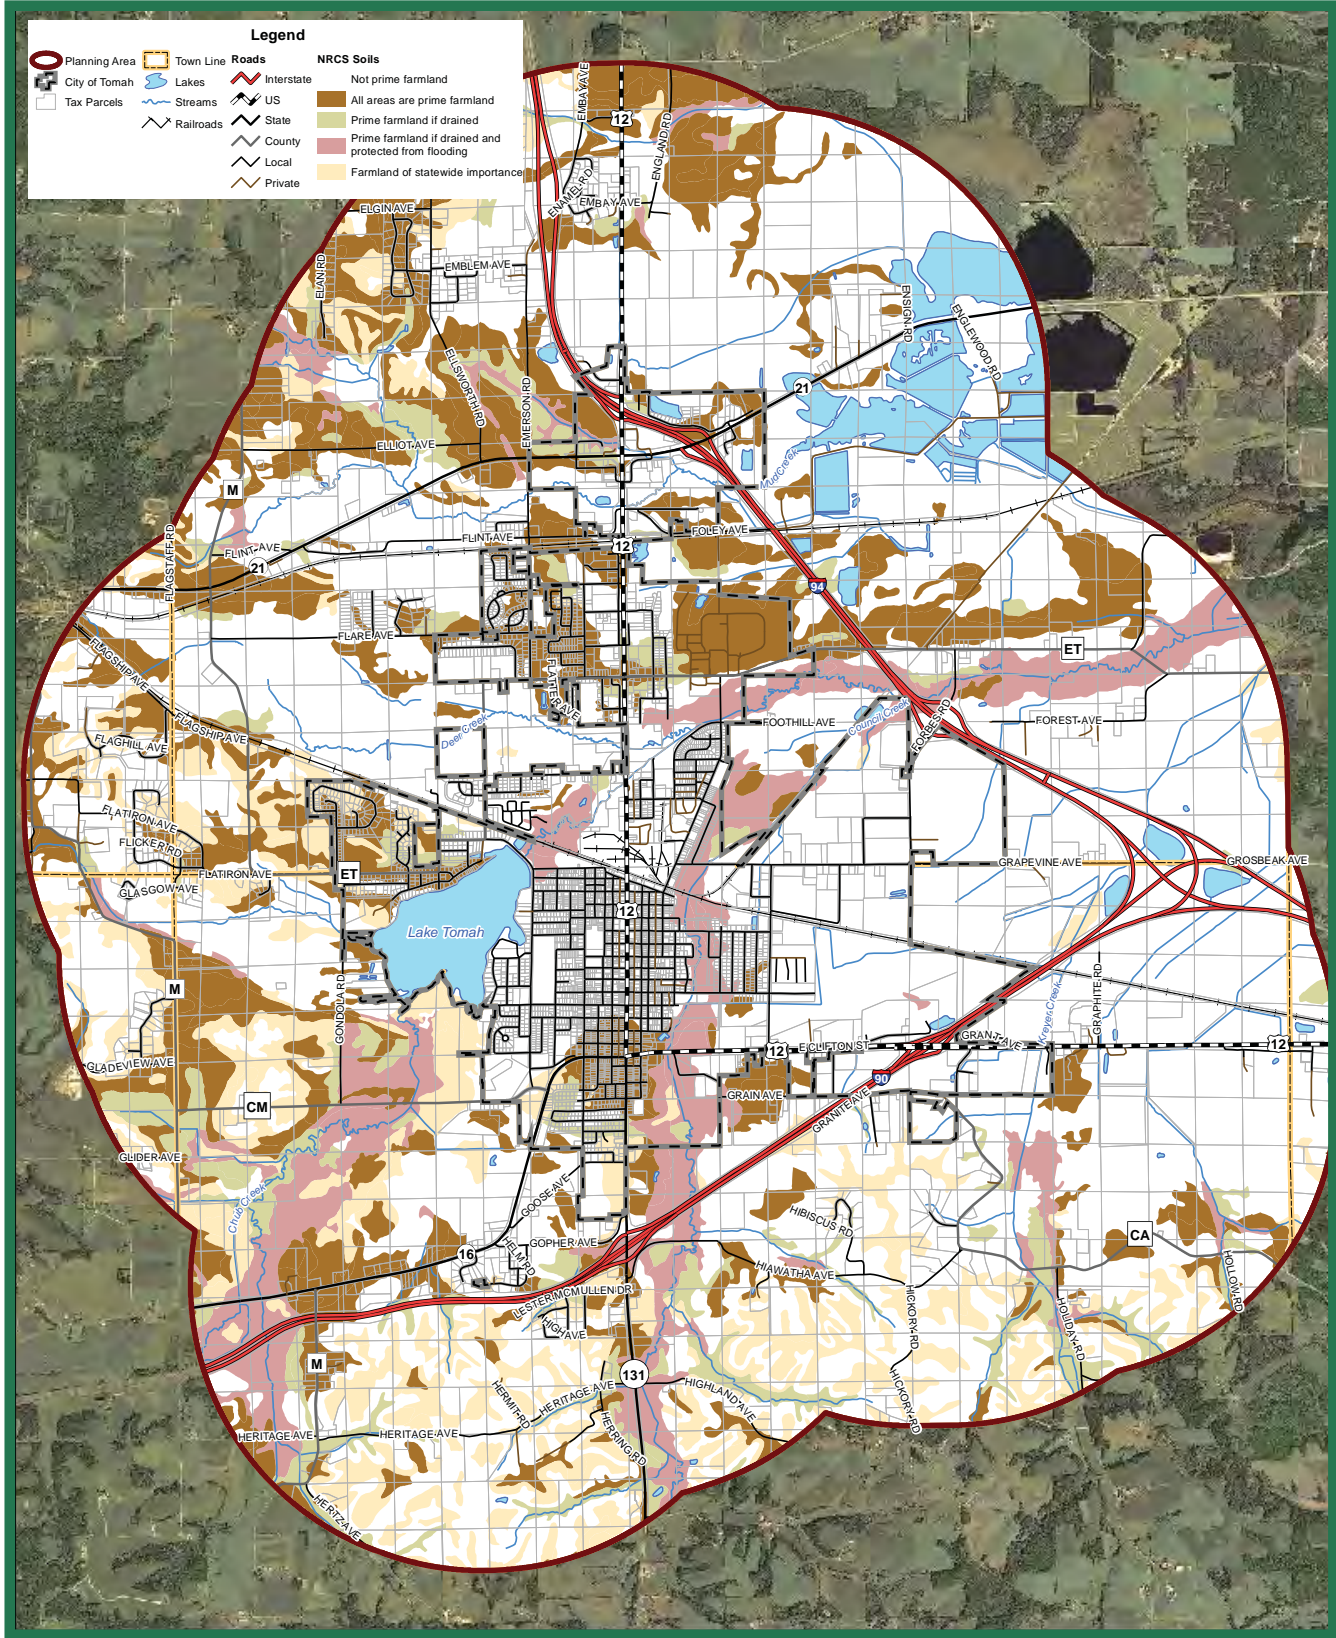 Legend
Planning Area
City of Tomah
Tax Parcels
Town Line
Lakes
Streams
Railroads
Roads
Interstate
US
State
County
Local
Private
NRCS Soils
Not prime farmland
All areas are prime farmland
Prime farmland if drained
Prime farmland if drained and
protected from flooding
Farmland of statewide importance
EMBAY AVE
12
ENGLAND RD
ENAMEL RD
EMBAY AVE
ELGIN AVE
ELAN RD
EMBLEM AVE
ENSIGN RD
ENGLEWOOD RD
ELLSWORTH RD
EMERSON RD
21
ELLIOT AVE
Mud Creek
M
FLAGSTAFF RD
FLINT AVE
FLINT AVE
FOLEY AVE
12
21
94
FLARE AVE
ET
FLAGSHIP AVE
FLATTER AVE
FLAGSHIP AVE
FLAGHILL AVE
Deer Creek
FOOTHILL AVE
Council Creek
FORBES RD
FOREST AVE
FLATIRON AVE
FLICKER RD
FLATIRON AVE
GLASGOW AVE
ET
GRAPEVINE AVE
GROSBEAK AVE
12
Lake Tomah
M
GONDOLA RD
GRAPHITE RD
Kreyer Creek
GLADEVIEW AVE
12
E CLIFTON ST
GRANT AVE
12
90
CM
GRAIN AVE
GRANITE AVE
GLIDER AVE
Chub Creek
GOOSE AVE
HIBISCUS RD
CA
16
HELM RD
GOPHER AVE
HIAWATHA AVE
HOLLOW RD
LESTER MCMULLEN DR
HIGH AVE
HICKORY RD
HOLIDAY RD
M
131
HERMIT RD
HERITAGE AVE
HIGHLAND AVE
HICKORY RD
HERITAGE AVE
HERITAGE AVE
HERRING RD
HERTZ AVE